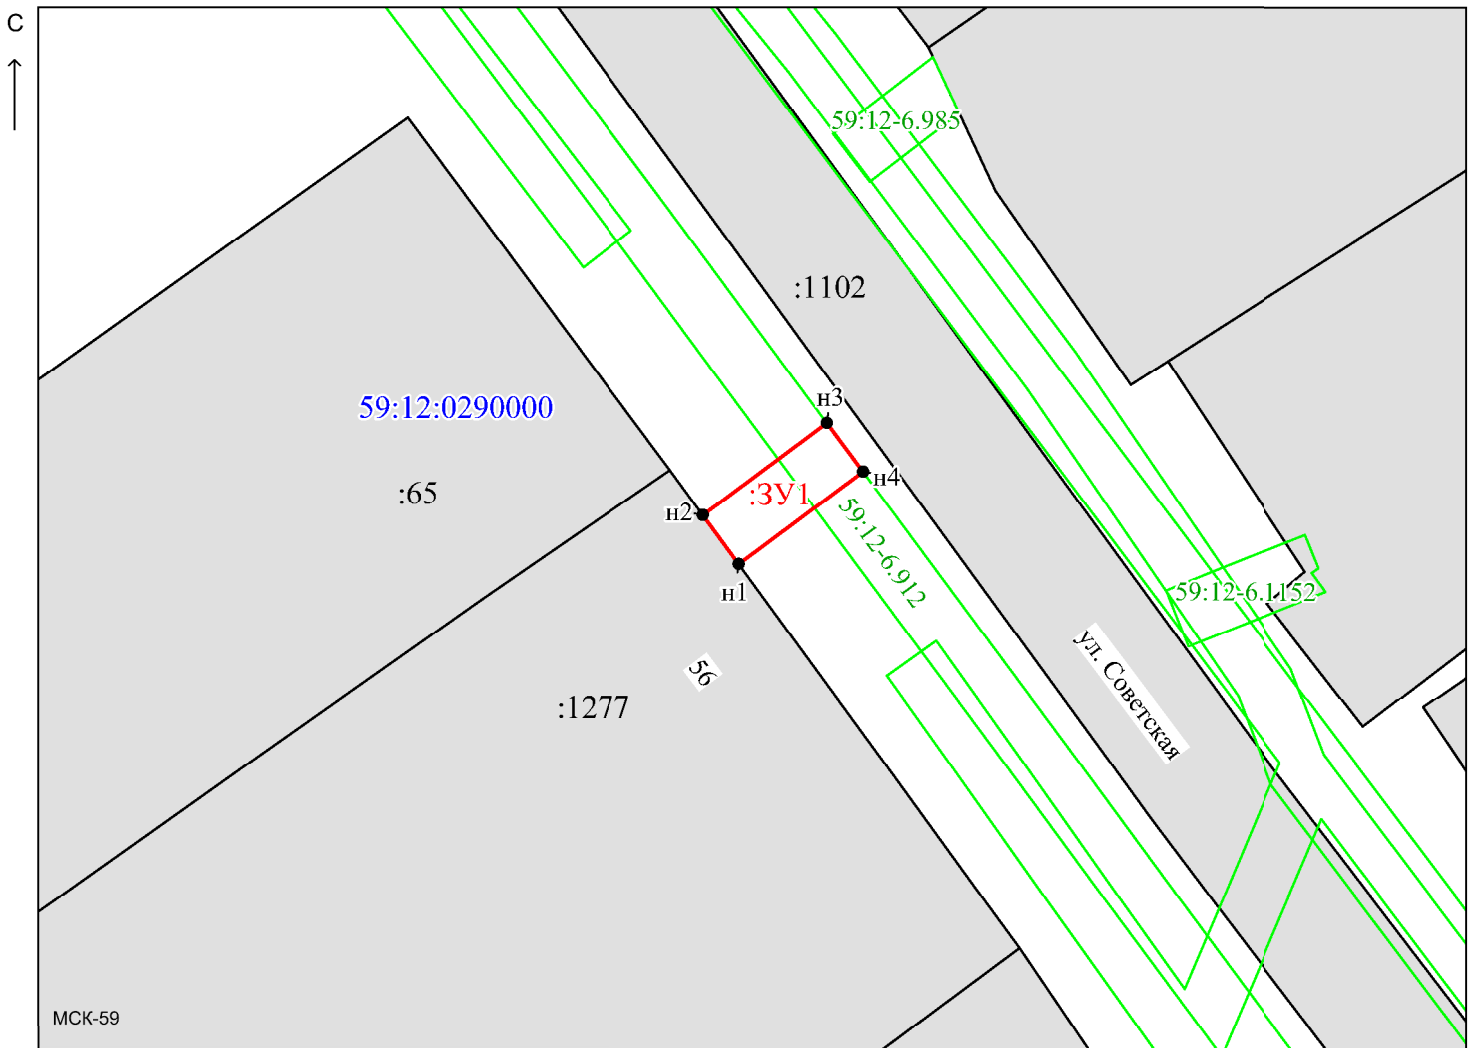 С
59:12-6.985
:1102
н3
59:12:0290000
:65
:ЗУ1
н4
н2
59:12-6.912
н1
59:12-6.1152
56
ул. Советская
:1277
МСК-59